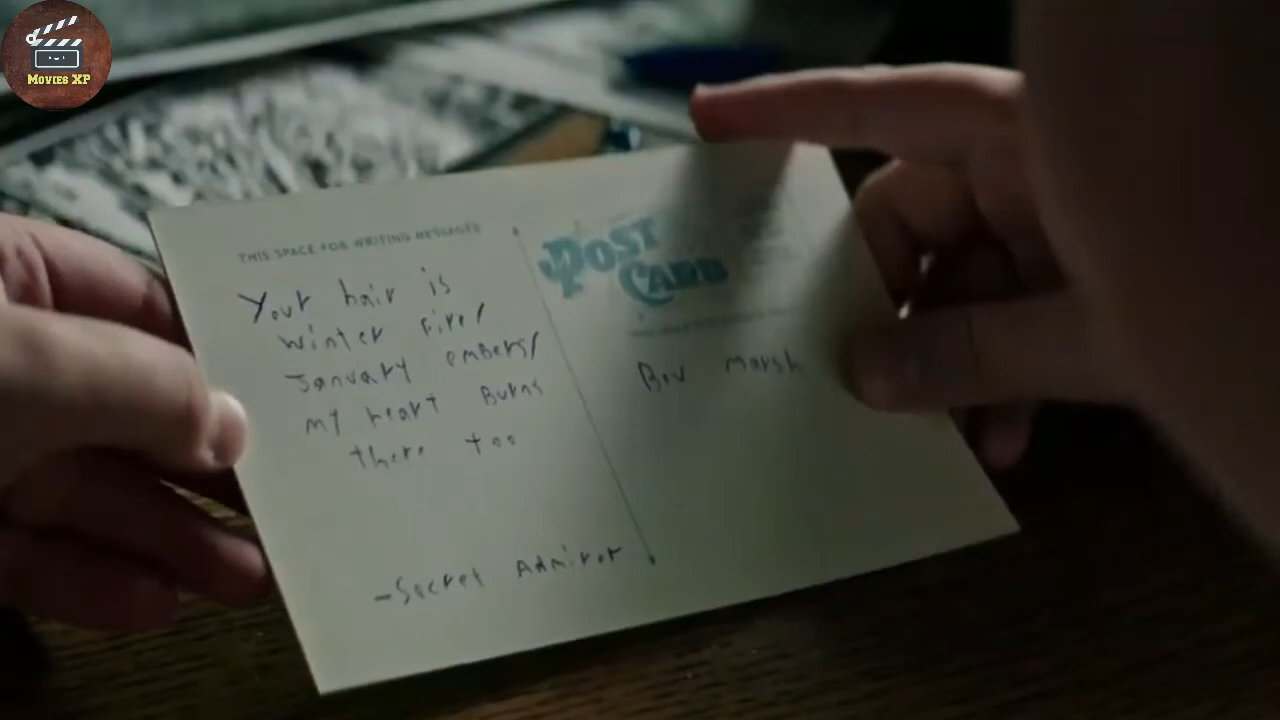 MOVIES XP
THIS SPACE FOR WRITING MESSAGES
POST
CARD
Your hair is
winter fire/
January embers/
my heart Burns
there too
-Secret Admirer
Bev Marsh